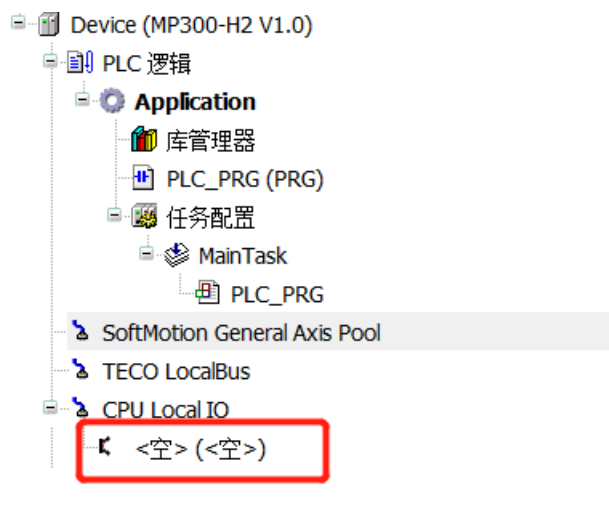 Device (MP300-H2 V1.0)
PLC 逻辑
Application
库管理器
PLC_PRG (PRG)
任务配置
MainTask
PLC_PRG
SoftMotion General Axis Pool
TECO LocalBus
CPU Local IO
<空> (<空>)